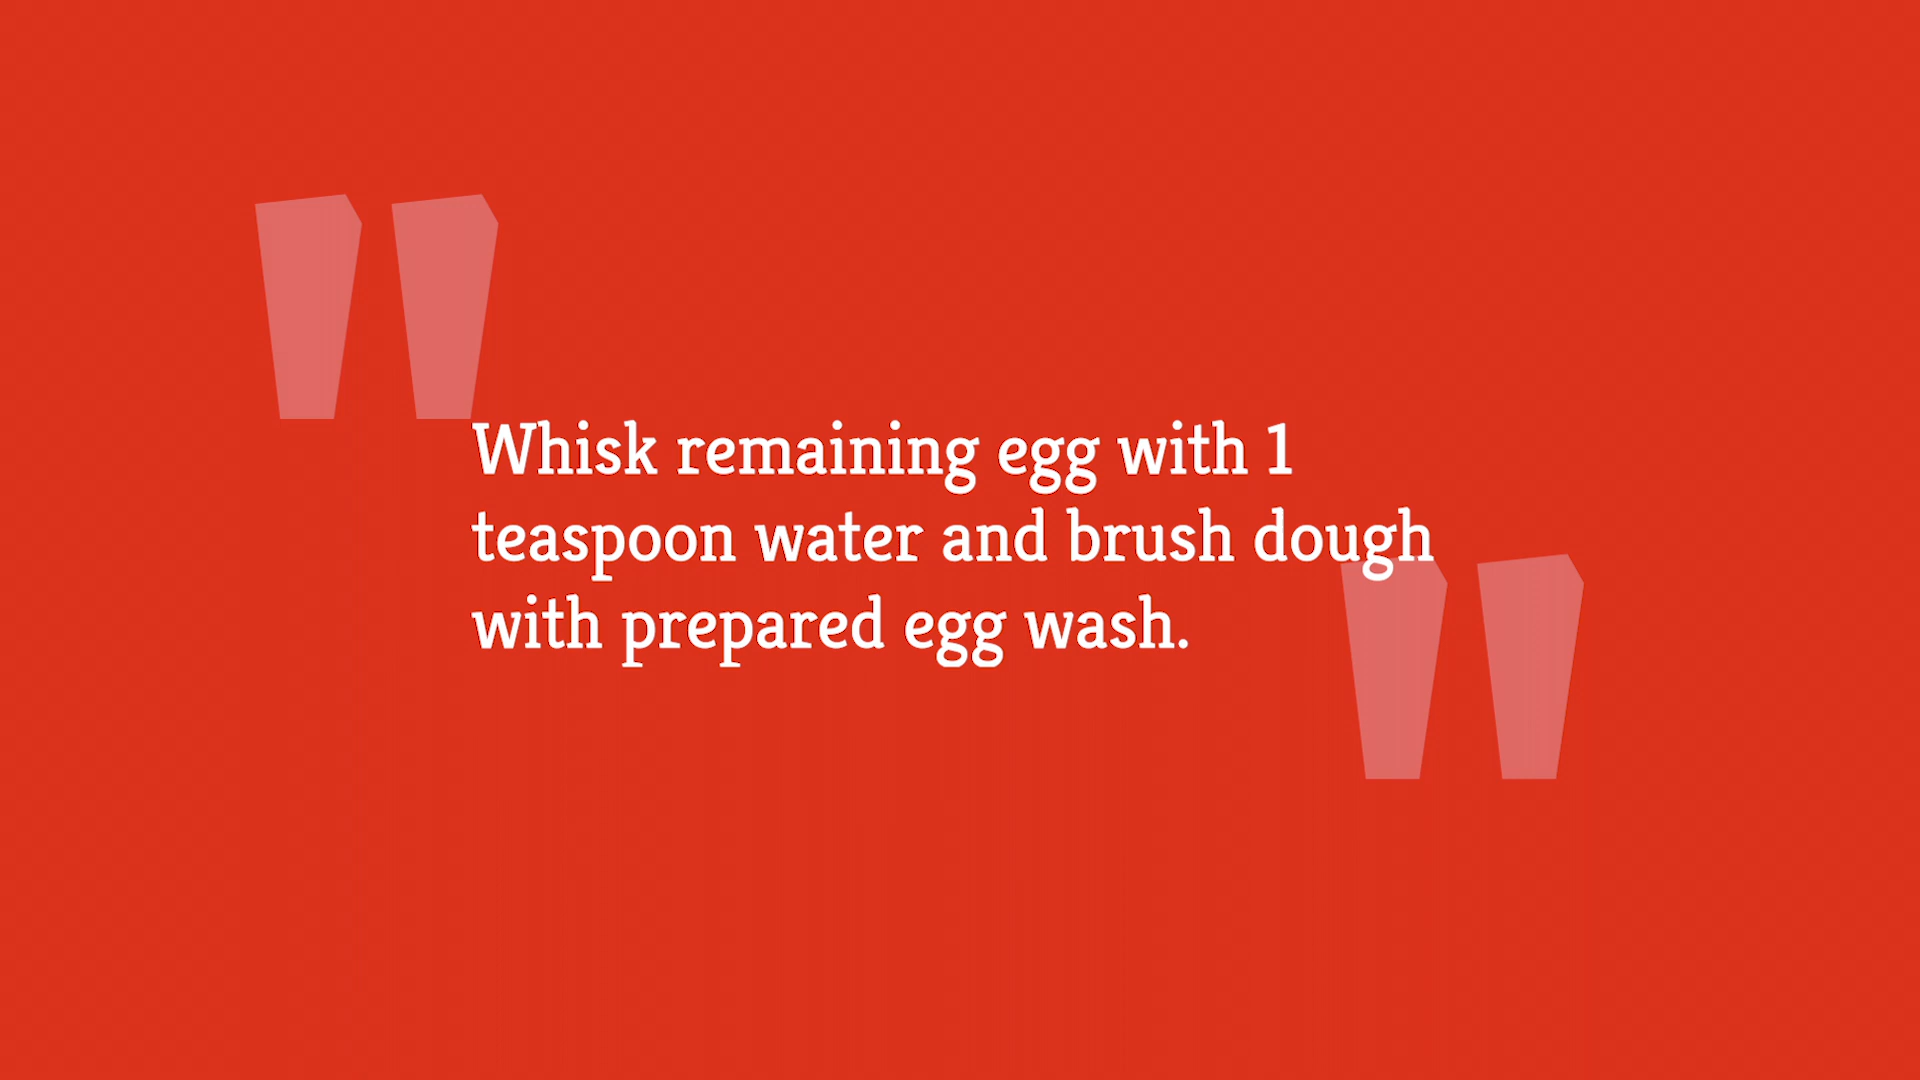 Whisk remaining egg with 1
teaspoon water and brush dough
with prepared egg wash.